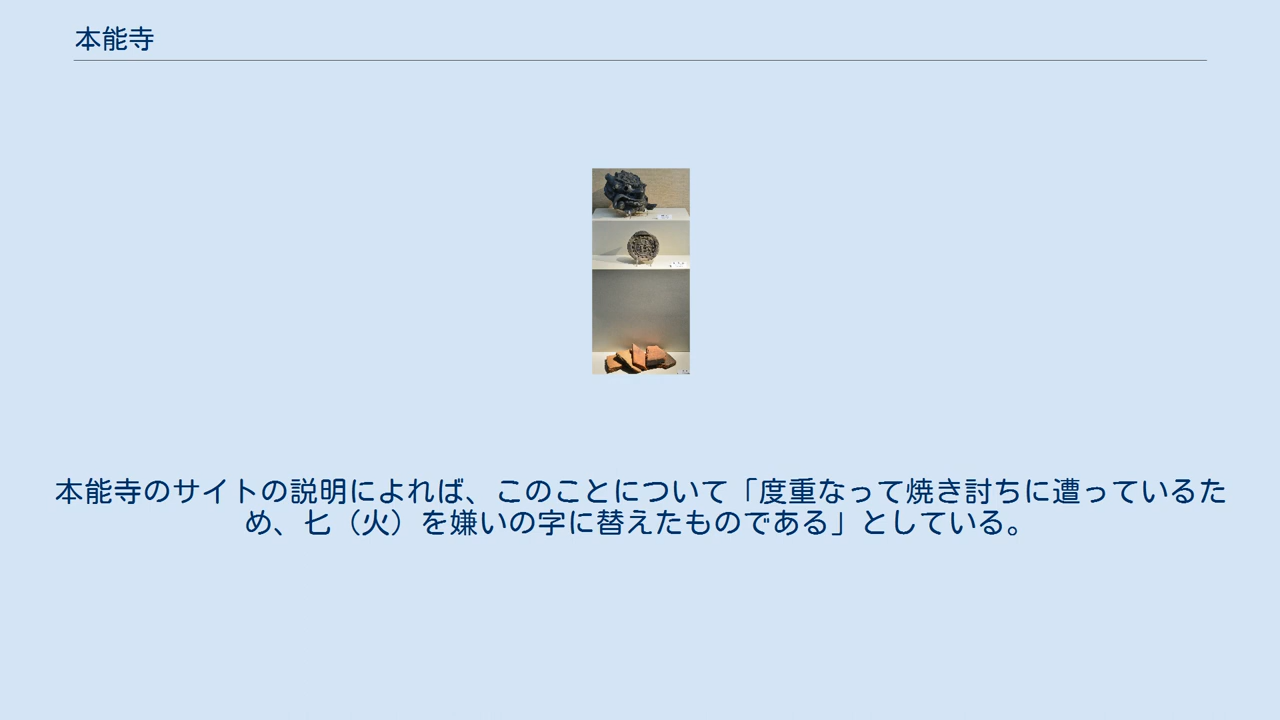 本能寺
本能寺のサイトの説明によれば、このことについて「度重なって焼き討ちに遭っているた
め、七（火）を嫌いの字に替えたものである」としている。